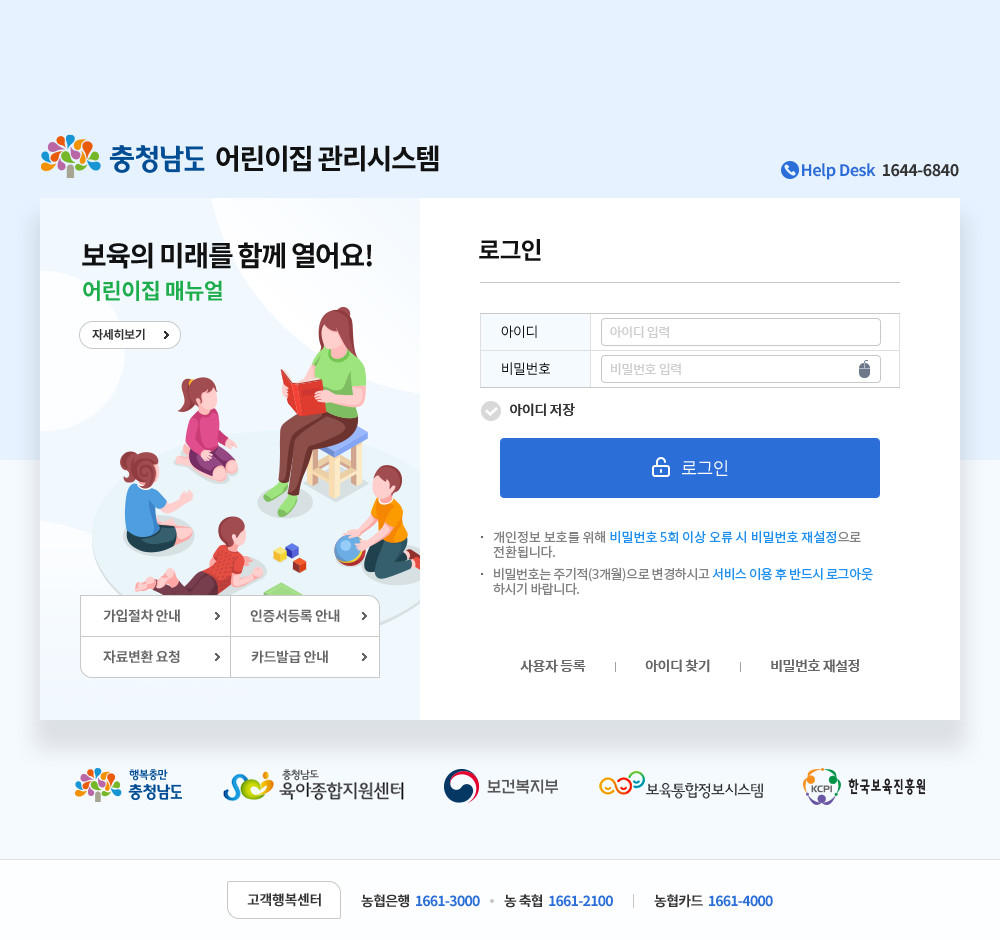 충청남도 어린이집 관리시스템
Help Desk 1644-6840
보육의 미래를 함께 열어요!
어린이집 매뉴얼
자세히보기
가입절차 안내
인증서등록 안내
자료변환 요청
카드발급 안내
로그인
아이디
아이디 입력
비밀번호
비밀번호 입력
아이디 저장
로그인
· 개인정보 보호를 위해 비밀번호 5회 이상 오류 시 비밀번호 재설정으로
전환됩니다.
· 비밀번호는 주기적(3개월)으로 변경하시고 서비스 이용 후 반드시 로그아웃
하시기 바랍니다.
사용자 등록
아이디 찾기
비밀번호 재설정
행복충만
충청남도
충청남도
육아종합지원센터
보건복지부
보육통합정보시스템
KCPI 한국보육진흥원
고객행복센터
농협은행 1661-3000
농·축협 1661-2100
농협카드 1661-4000